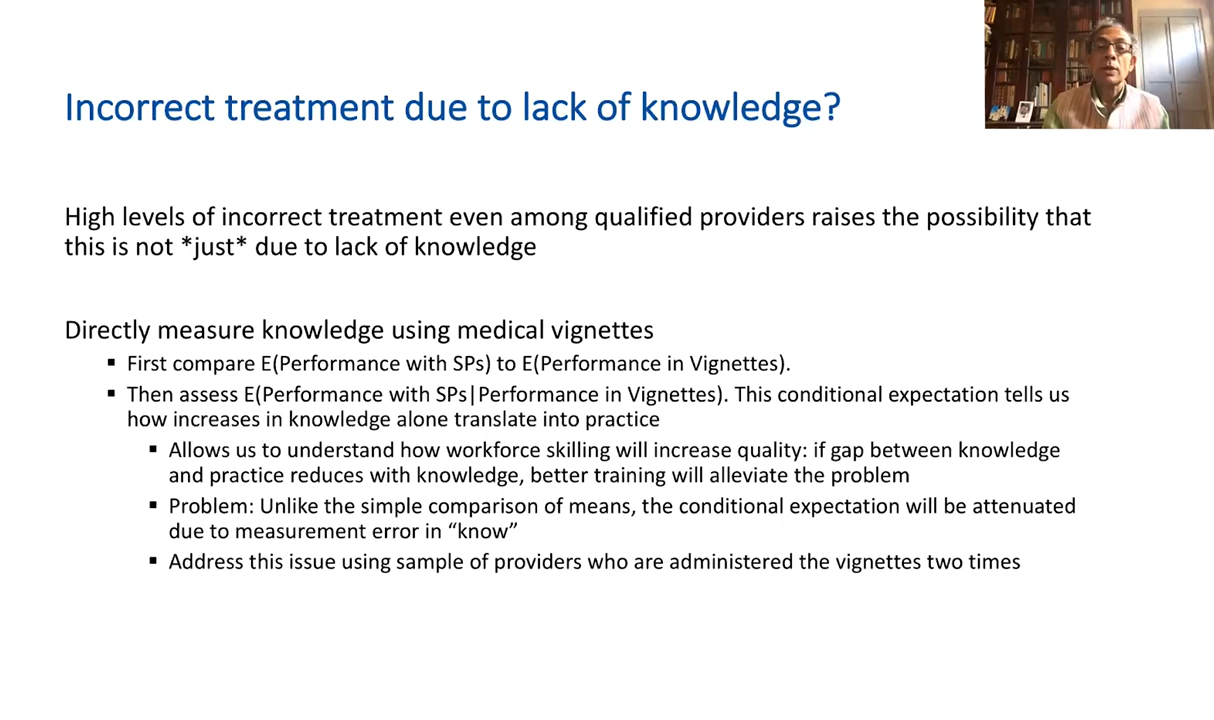 Incorrect treatment due to lack of knowledge?
High levels of incorrect treatment even among qualified providers raises the possibility that
this is not *just* due to lack of knowledge
Directly measure knowledge using medical vignettes
▪ First compare E(Performance with SPs) to E(Performance in Vignettes).
▪ Then assess E(Performance with SPs|Performance in Vignettes). This conditional expectation tells us
how increases in knowledge alone translate into practice
▪ Allows us to understand how workforce skilling will increase quality: if gap between knowledge
and practice reduces with knowledge, better training will alleviate the problem
▪ Problem: Unlike the simple comparison of means, the conditional expectation will be attenuated
due to measurement error in “know”
▪ Address this issue using sample of providers who are administered the vignettes two times